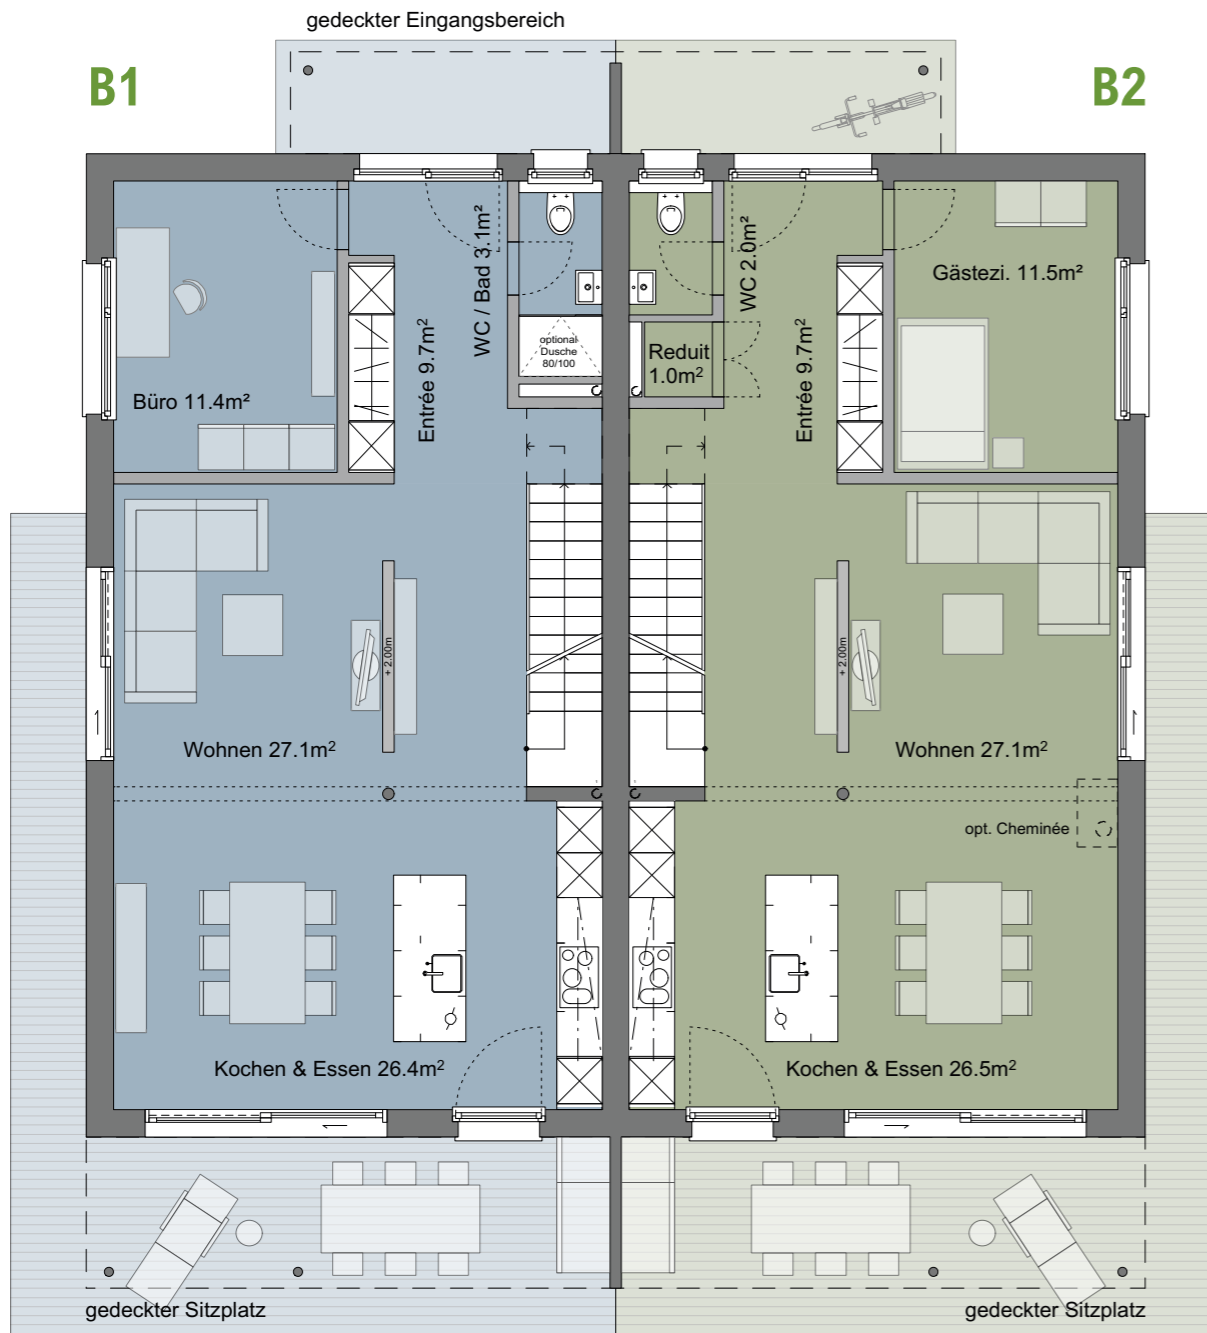 gedeckter Eingangsbereich
B1
B2
WC / Bad 3.1m²
WC 2.0m²
Gästezi. 11.5m²
Entrée 9.7m²
optional
Dusche
80/100
Reduit
1.0m²
Entrée 9.7m²
Büro 11.4m²
+ 2.00m
+ 2.00m
Wohnen 27.1m²
Wohnen 27.1m²
opt. Cheminée
Kochen & Essen 26.4m²
Kochen & Essen 26.5m²
gedeckter Sitzplatz
gedeckter Sitzplatz